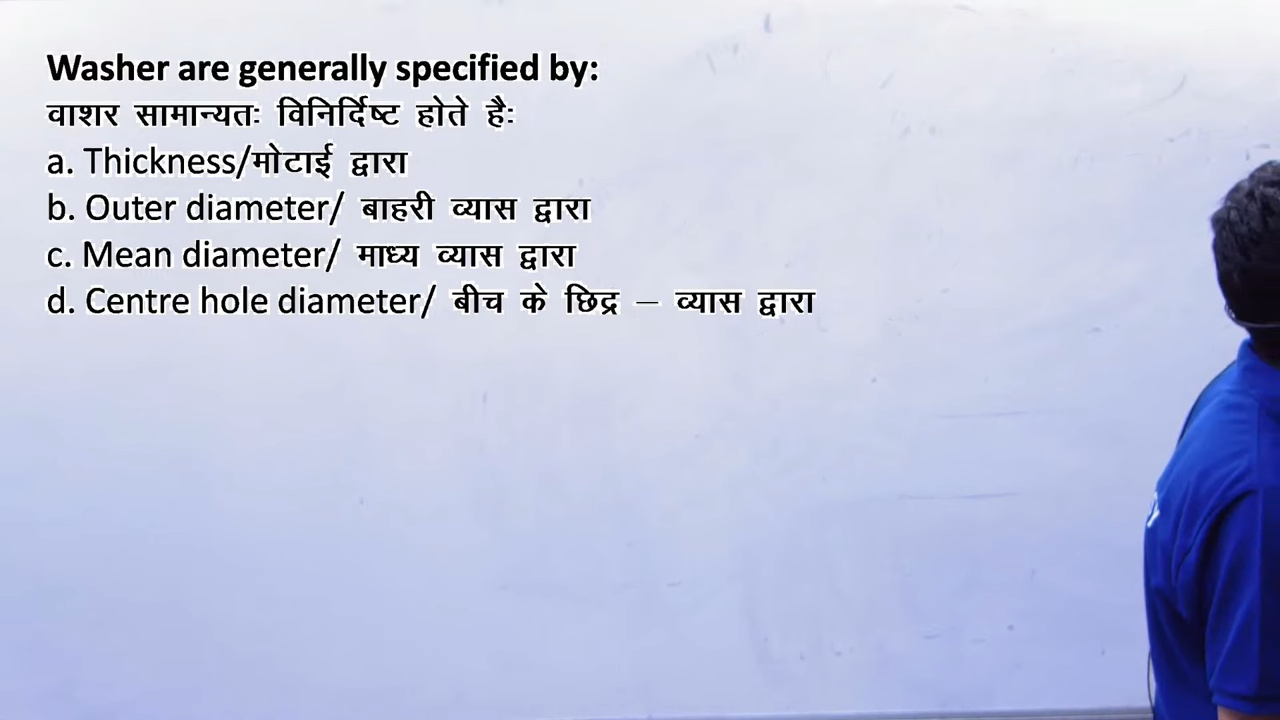 Washer are generally specified by:
वाशर सामान्यतः विनिर्दिष्ट होते हैः
a. Thickness/मोटाई द्वारा
b. Outer diameter/ बाहरी व्यास द्वारा
c. Mean diameter/ माध्य व्यास द्वारा
d. Centre hole diameter/ बीच के छिद्र – व्यास द्वारा